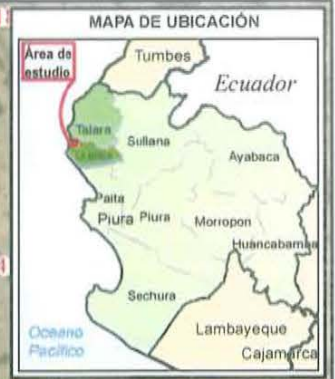 MAPA DE UBICACIÓN
Área de
estudio
Tumbes
Ecuador
Talara
Sullana
Ayabaca
Paita
Piura Piura
Morropon
Huancabamba
Sechura
Lambayeque
Oceano
Pacífico
Cajamarca